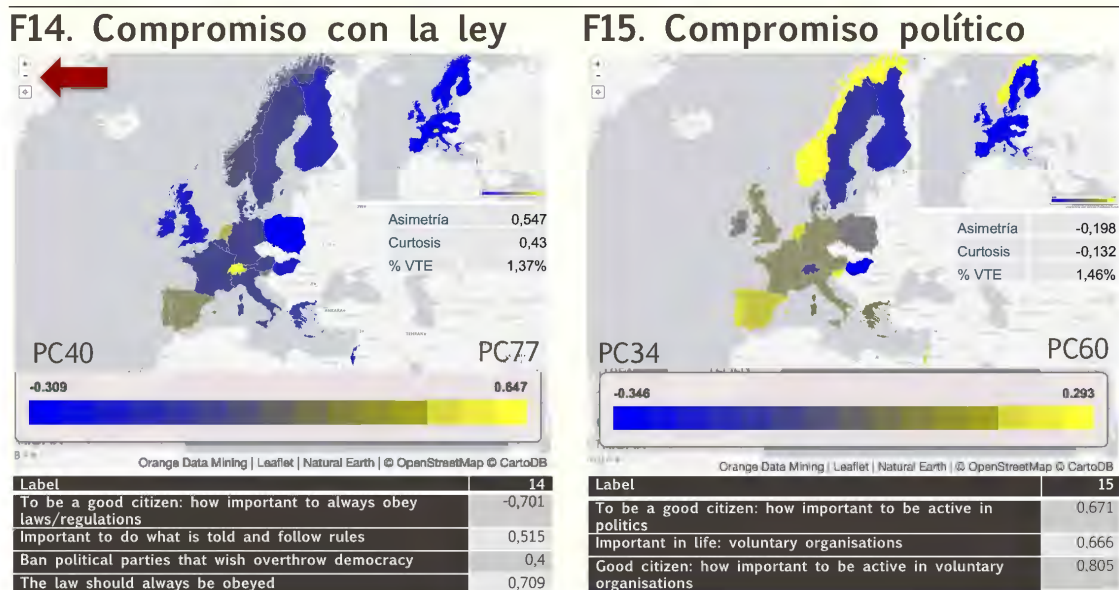 F14. Compromiso con la ley
Asimetría 0,547
Curtosis 0,43
% VTE 1,37%
PC40 PC77
-0.309 0.647
Orange Data Mining | Leaflet | Natural Earth | © OpenStreetMap © CartoDB
Label 14
To be a good citizen: how important to always obey -0,701
laws/regulations
Important to do what is told and follow rules 0,515
Ban political parties that wish overthrow democracy 0,4
The law should always be obeyed 0,709
F15. Compromiso político
Asimetría -0,198
Curtosis -0,132
% VTE 1,46%
PC34 PC60
-0.346 0.293
Orange Data Mining | Leaflet | Natural Earth | © OpenStreetMap © CartoDB
Label 15
To be a good citizen: how important to be active in 0.671
politics
Important in life: voluntary organisations 0.666
Good citizen: how important to be active in voluntary 0.805
organisations